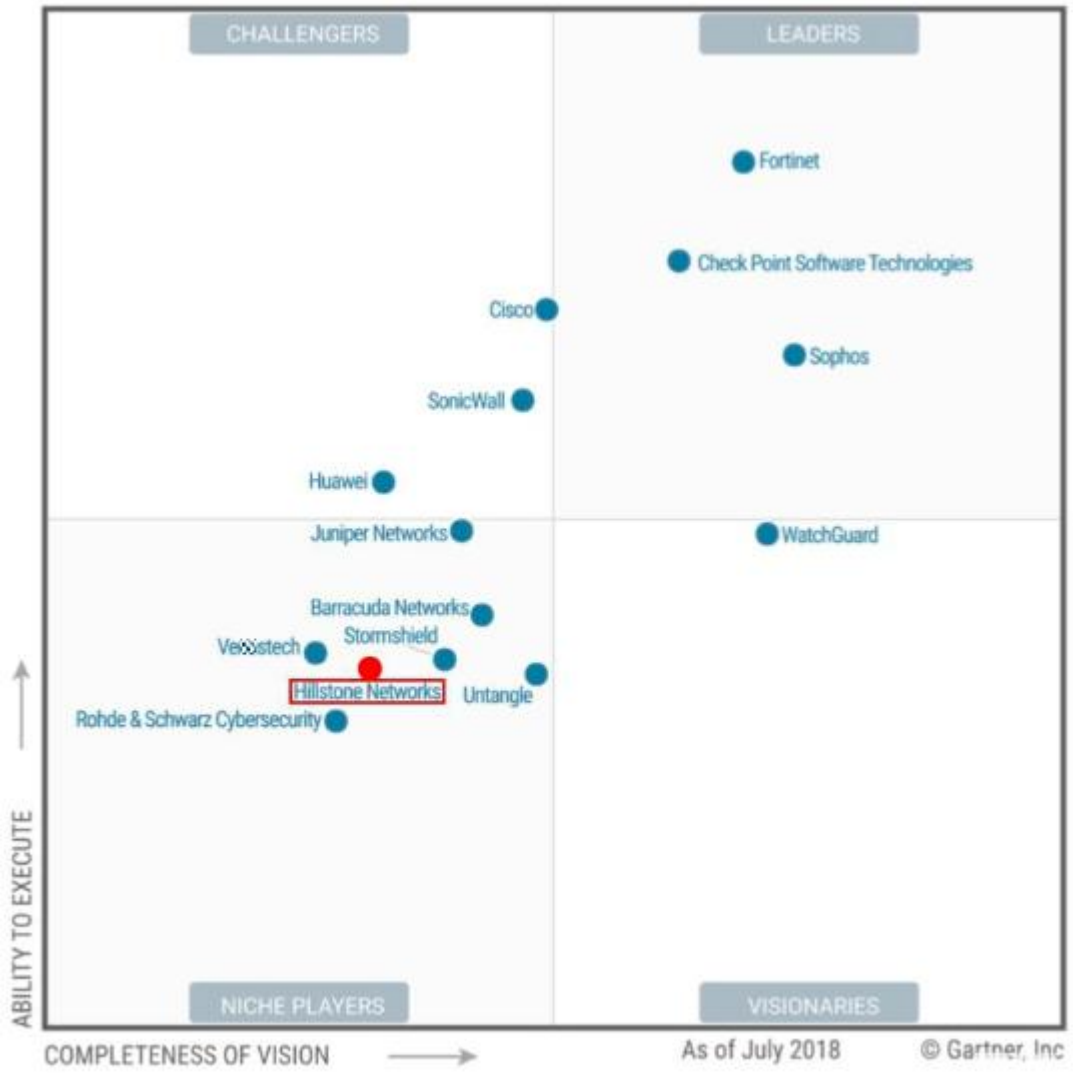 CHALLENGERS
LEADERS
Fortinet
Check Point Software Technologies
Cisco
Sophos
SonicWall
Huawei
Juniper Networks
WatchGuard
Barracuda Networks
Stormshield
Hillstone Networks
Untangle
Rohde & Schwarz Cybersecurity
ABILITY TO EXECUTE
NICHE PLAYERS
VISIONARIES
COMPLETENESS OF VISION
As of July 2018
© Gartner, Inc